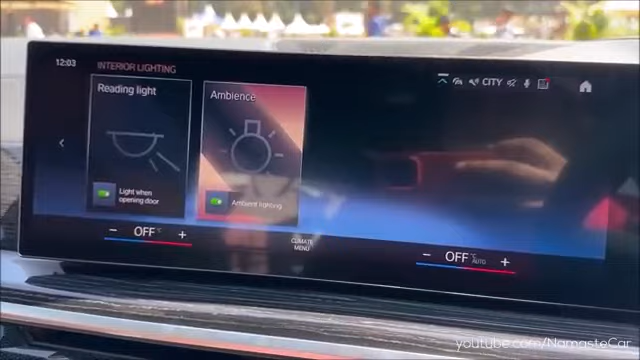 12:03
INTERIOR LIGHTING
CITY
Reading light
Ambience
Light when
opening door
Ambient lighting
− OFF °C +
CLIMATE
MENU
− OFF °C AUTO +
youtube.com/NamasteCar